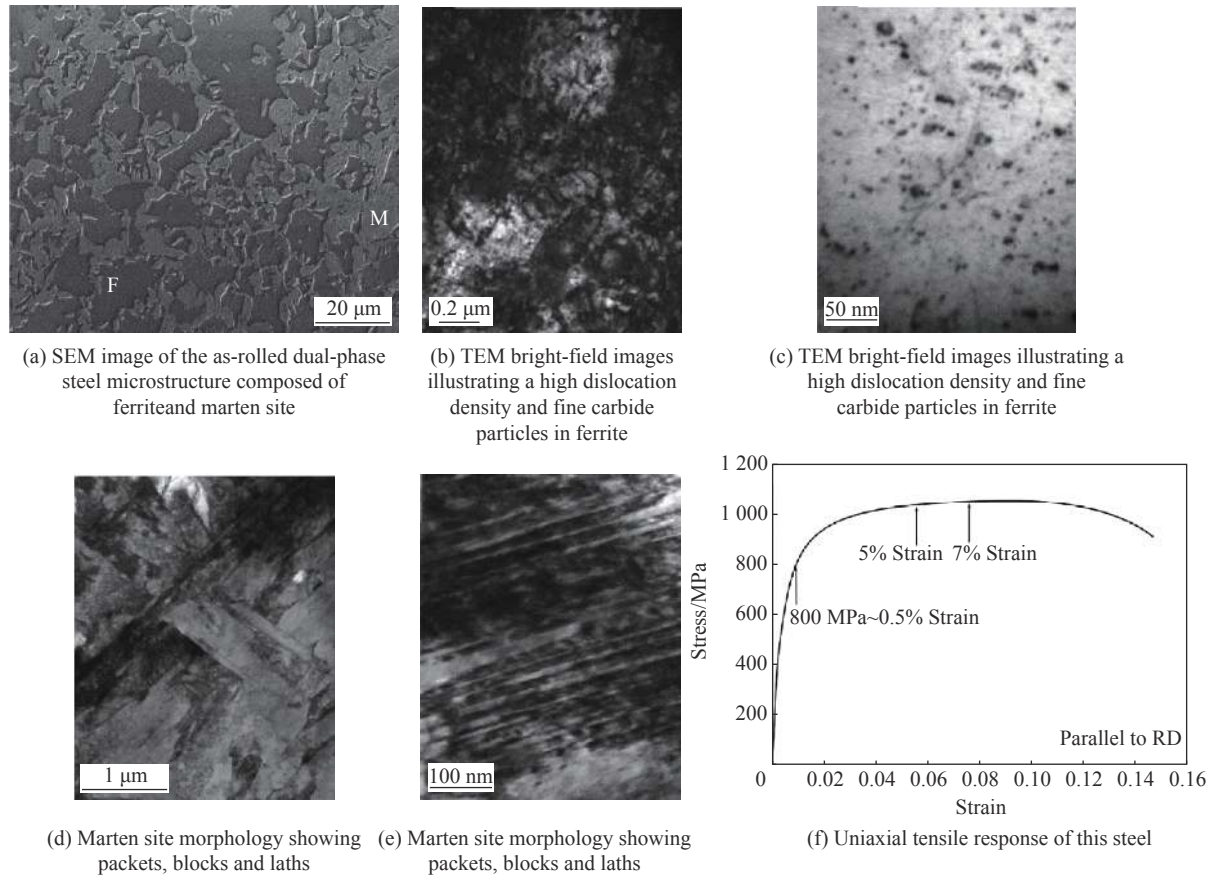 M
F
20 μm
0.2 μm
50 nm
(a) SEM image of the as-rolled dual-phase
steel microstructure composed of
ferriteand marten site
(b) TEM bright-field images
illustrating a high dislocation
density and fine carbide
particles in ferrite
(c) TEM bright-field images illustrating a
high dislocation density and fine
carbide particles in ferrite
1 μm
100 nm
(d) Marten site morphology showing
packets, blocks and laths
(e) Marten site morphology showing
packets, blocks and laths
1 200
1 000
800
600
400
200
0
Stress/MPa
5% Strain
7% Strain
800 MPa~0.5% Strain
Parallel to RD
0.02 0.04 0.06 0.08 0.10 0.12 0.14 0.16
Strain
(f) Uniaxial tensile response of this steel